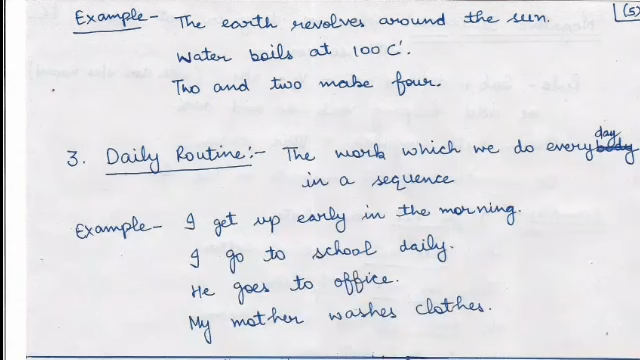 Example- The earth revolves around the sun. (5)
Water boils at 100 C'.
Two and two make four.
3. Daily Routine:- The work which we do everyday
in a sequence
Example- I get up early in the morning.
I go to school daily.
He goes to office.
My mother washes clothes.